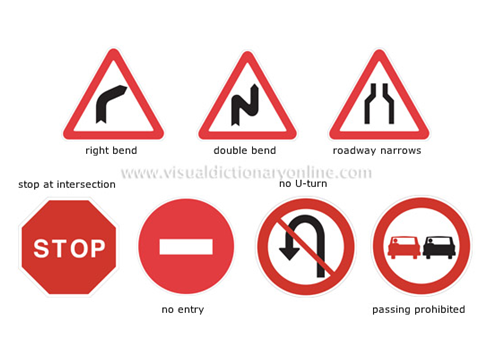 right bend
double bend
roadway narrows
www.visualdictionaryonline.com
stop at intersection
no U-turn
STOP
no entry
passing prohibited